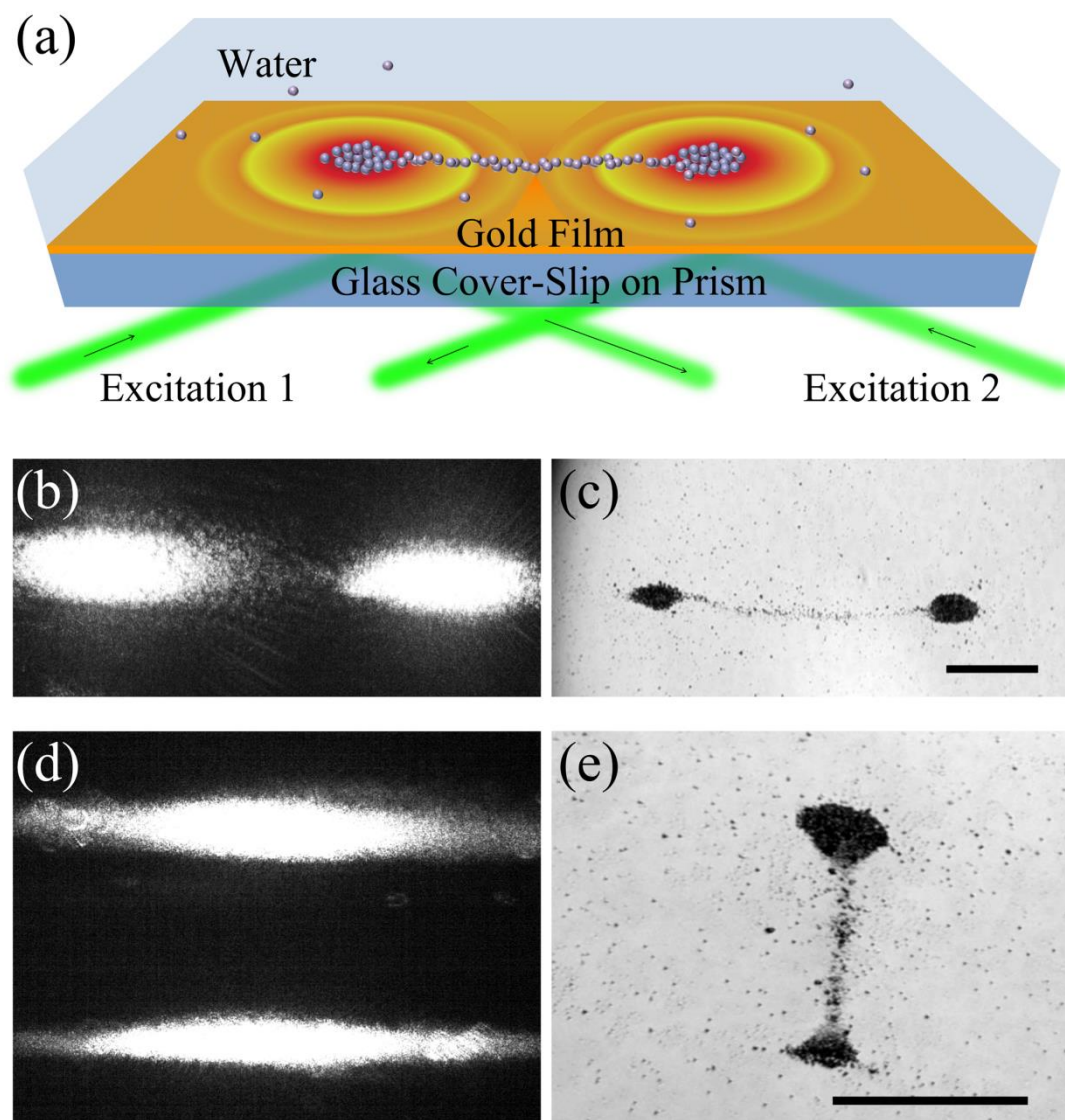 (a)
Water
Gold Film
Glass Cover-Slip on Prism
Excitation 1
Excitation 2
(b)
(c)
(d)
(e)